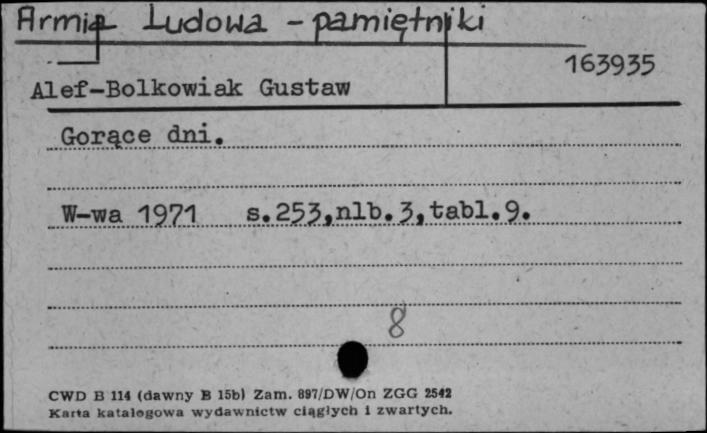 Armia Ludowa - pamiętniki
163935
Alef-Bolkowiak Gustaw
Gorące dni.
W-wa 1971 s.253,nlb.3,tabl.9.
8
CWD B 114 (dawny B 15b) Zam. 897/DW/On ZGG 2542
Karta katalogowa wydawnictw ciągłych i zwartych.